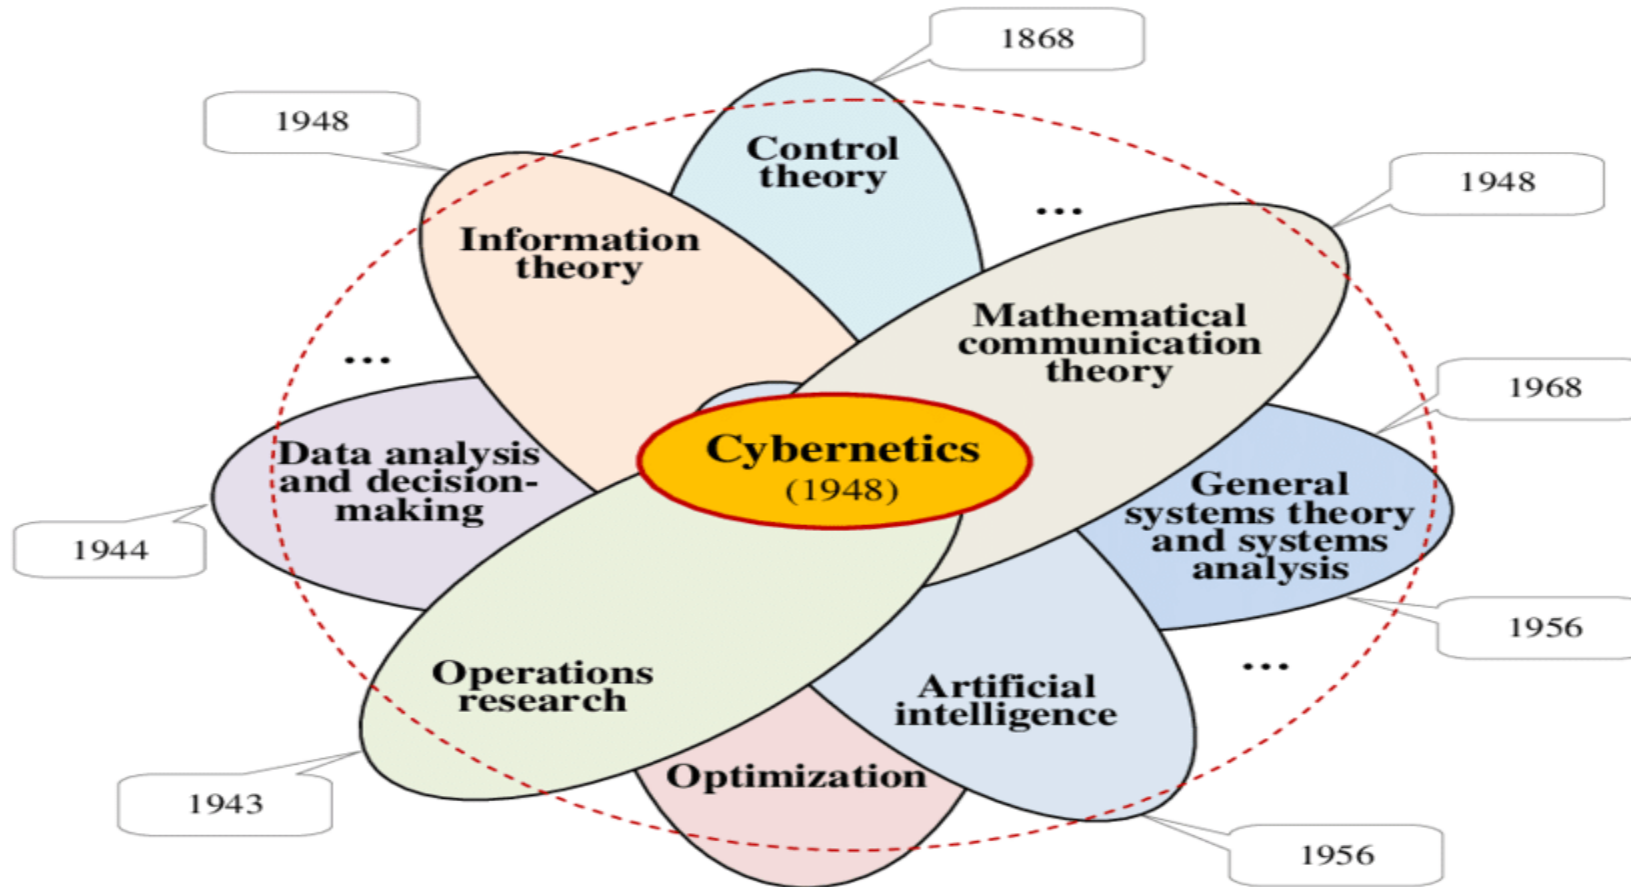 1868
1948
Control
theory
1948
...
Information
theory
Mathematical
communication
theory
...
1968
Cybernetics
(1948)
Data analysis
and decision-
making
General
systems theory
and systems
analysis
1944
1956
...
Operations
research
Artificial
intelligence
Optimization
1943
1956